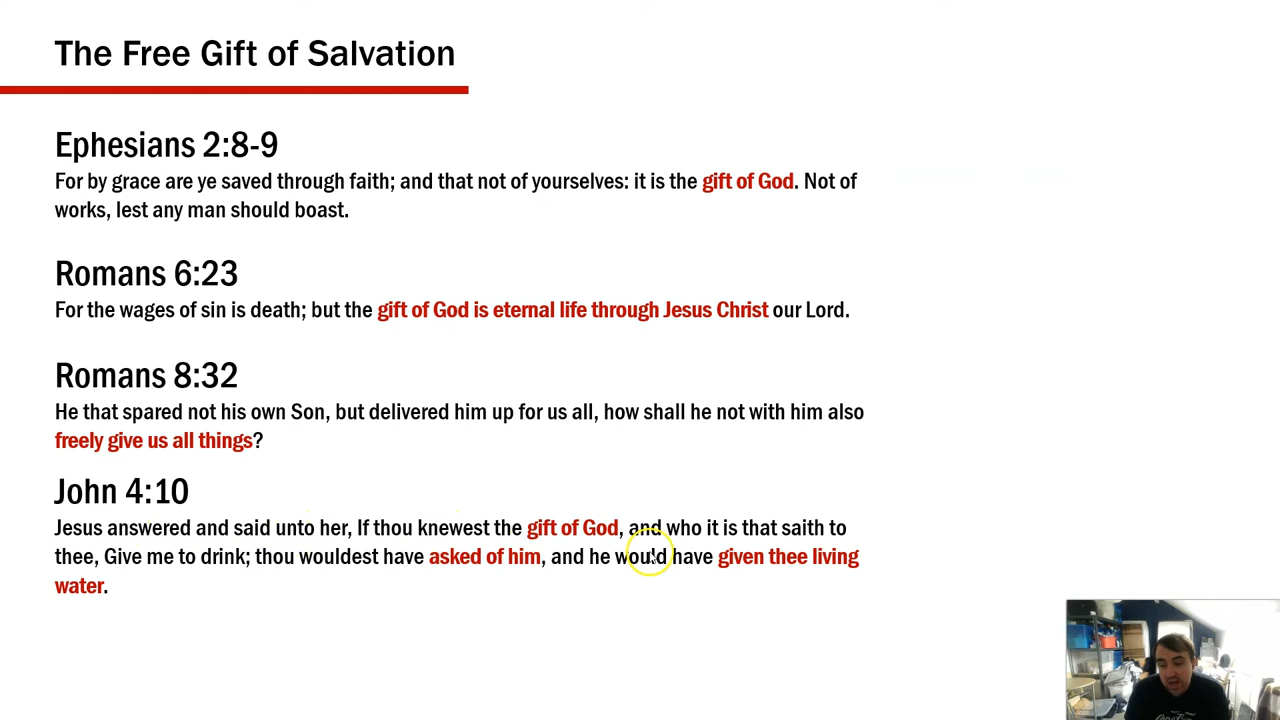 The Free Gift of Salvation
Ephesians 2:8-9
For by grace are ye saved through faith; and that not of yourselves: it is the gift of God. Not of
works, lest any man should boast.
Romans 6:23
For the wages of sin is death; but the gift of God is eternal life through Jesus Christ our Lord.
Romans 8:32
He that spared not his own Son, but delivered him up for us all, how shall he not with him also
freely give us all things?
John 4:10
Jesus answered and said unto her, If thou knewest the gift of God, and who it is that saith to
thee, Give me to drink; thou wouldest have asked of him, and he would have given thee living
water.